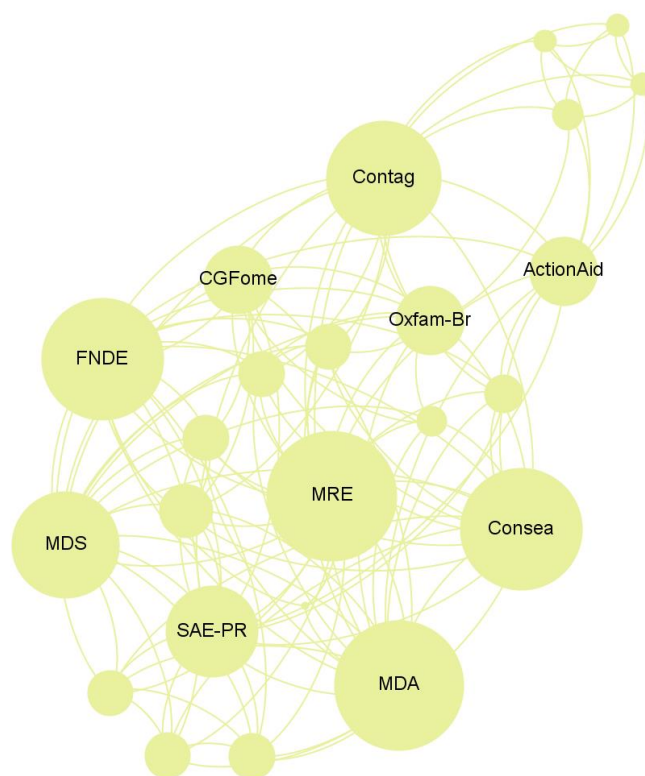 Contag
ActionAid
CGFome
Oxfam-Br
FNDE
MRE
Consea
MDS
SAE-PR
MDA